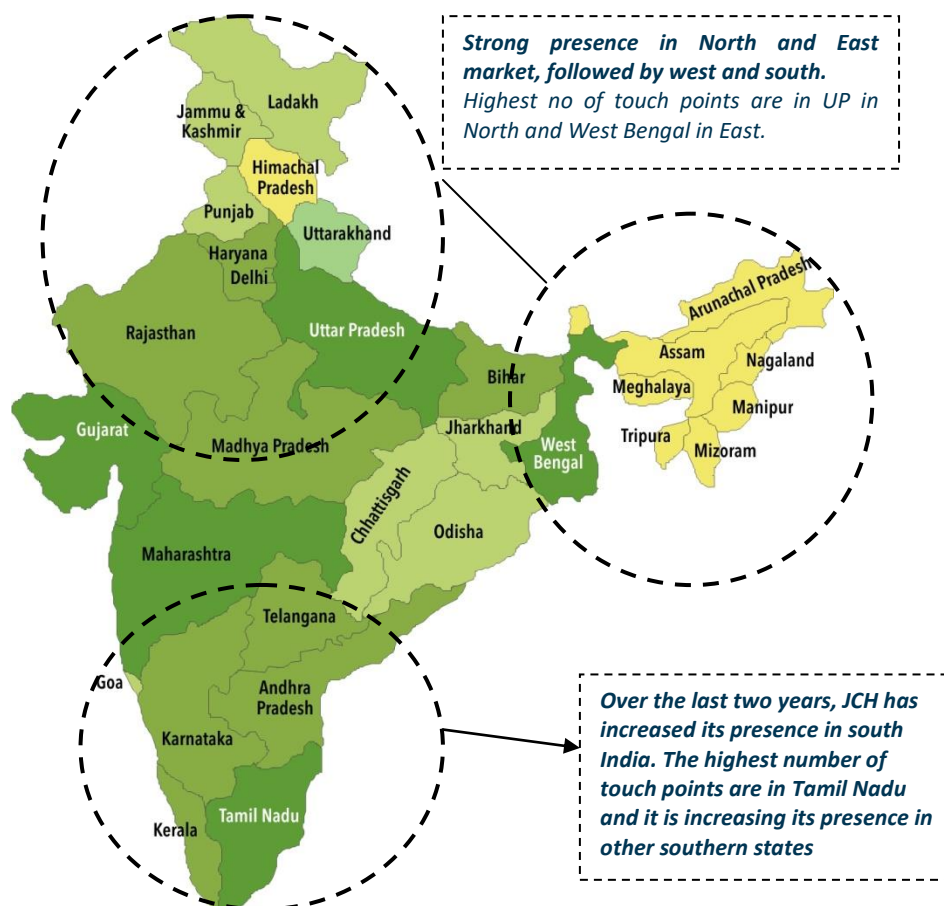 Strong presence in North and East
market, followed by west and south.
Highest no of touch points are in UP in
North and West Bengal in East.
Ladakh
Jammu &
Kashmir
Himachal
Pradesh
Punjab
Uttarakhand
Haryana
Delhi
Arunachal Pradesh
Rajasthan
Uttar Pradesh
Assam
Nagaland
Bihar
Meghalaya
Manipur
Gujarat
Madhya Pradesh
Jharkhand
West
Bengal
Tripura
Mizoram
Chhattisgarh
Odisha
Maharashtra
Telangana
Goa
Andhra
Pradesh
Karnataka
Tamil Nadu
Kerala
Over the last two years, JCH has
increased its presence in south
India. The highest number of
touch points are in Tamil Nadu
and it is increasing its presence in
other southern states